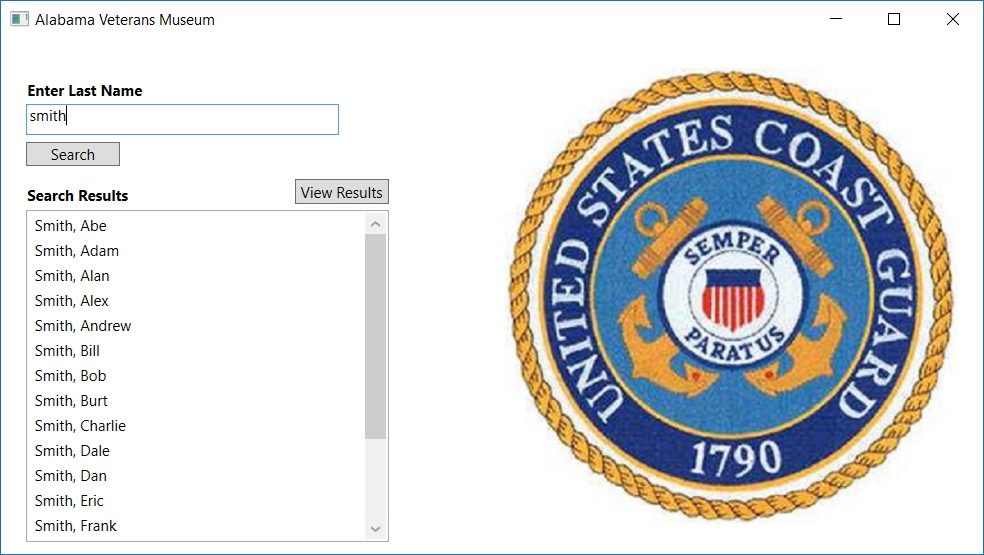 Alabama Veterans Museum
Enter Last Name
smith
Search
Search Results
View Results
Smith, Abe
Smith, Adam
Smith, Alan
Smith, Alex
Smith, Andrew
Smith, Bill
Smith, Bob
Smith, Burt
Smith, Charlie
Smith, Dale
Smith, Dan
Smith, Eric
Smith, Frank
UNITED STATES COAST GUARD
SEMPER
PARATUS
1790